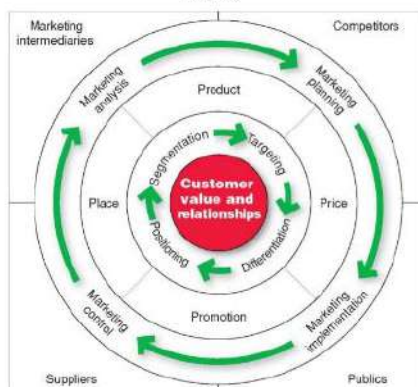 Marketing
intermediaries
Competitors
Marketing
analysis
Marketing
planning
Product
Segmentation
Targeting
Customer
value and
relationships
Place
Price
Positioning
Differentiation
Promotion
Marketing
control
Marketing
implementation
Suppliers
Publics